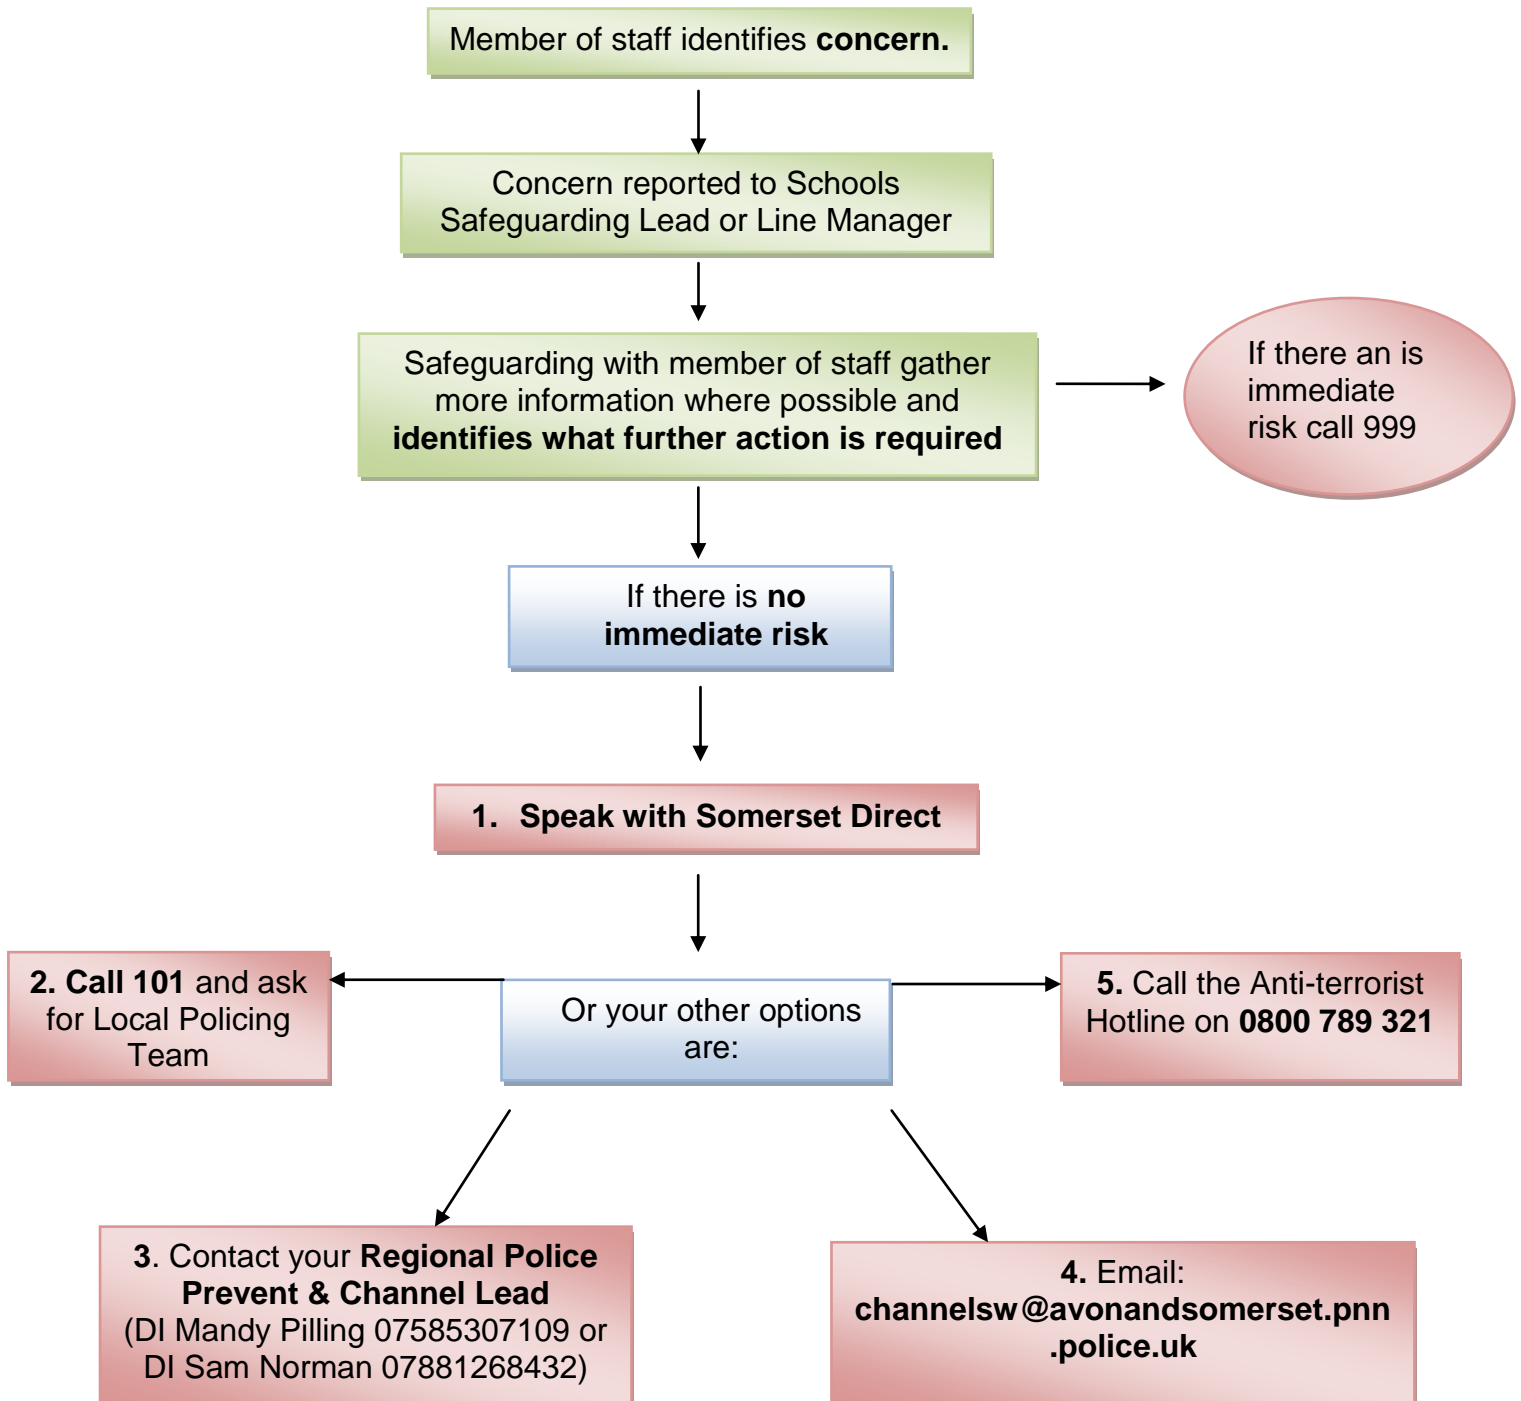 Member of staff identifies concern.
Concern reported to Schools
Safeguarding Lead or Line Manager
Safeguarding with member of staff gather
more information where possible and
identifies what further action is required
If there an is
immediate
risk call 999
If there is no
immediate risk
1. Speak with Somerset Direct
2. Call 101 and ask
for Local Policing
Team
Or your other options
are:
5. Call the Anti-terrorist
Hotline on 0800 789 321
3. Contact your Regional Police
Prevent & Channel Lead
(DI Mandy Pilling 07585307109 or
DI Sam Norman 07881268432)
4. Email:
channelsw@avonandsomerset.pnn
.police.uk